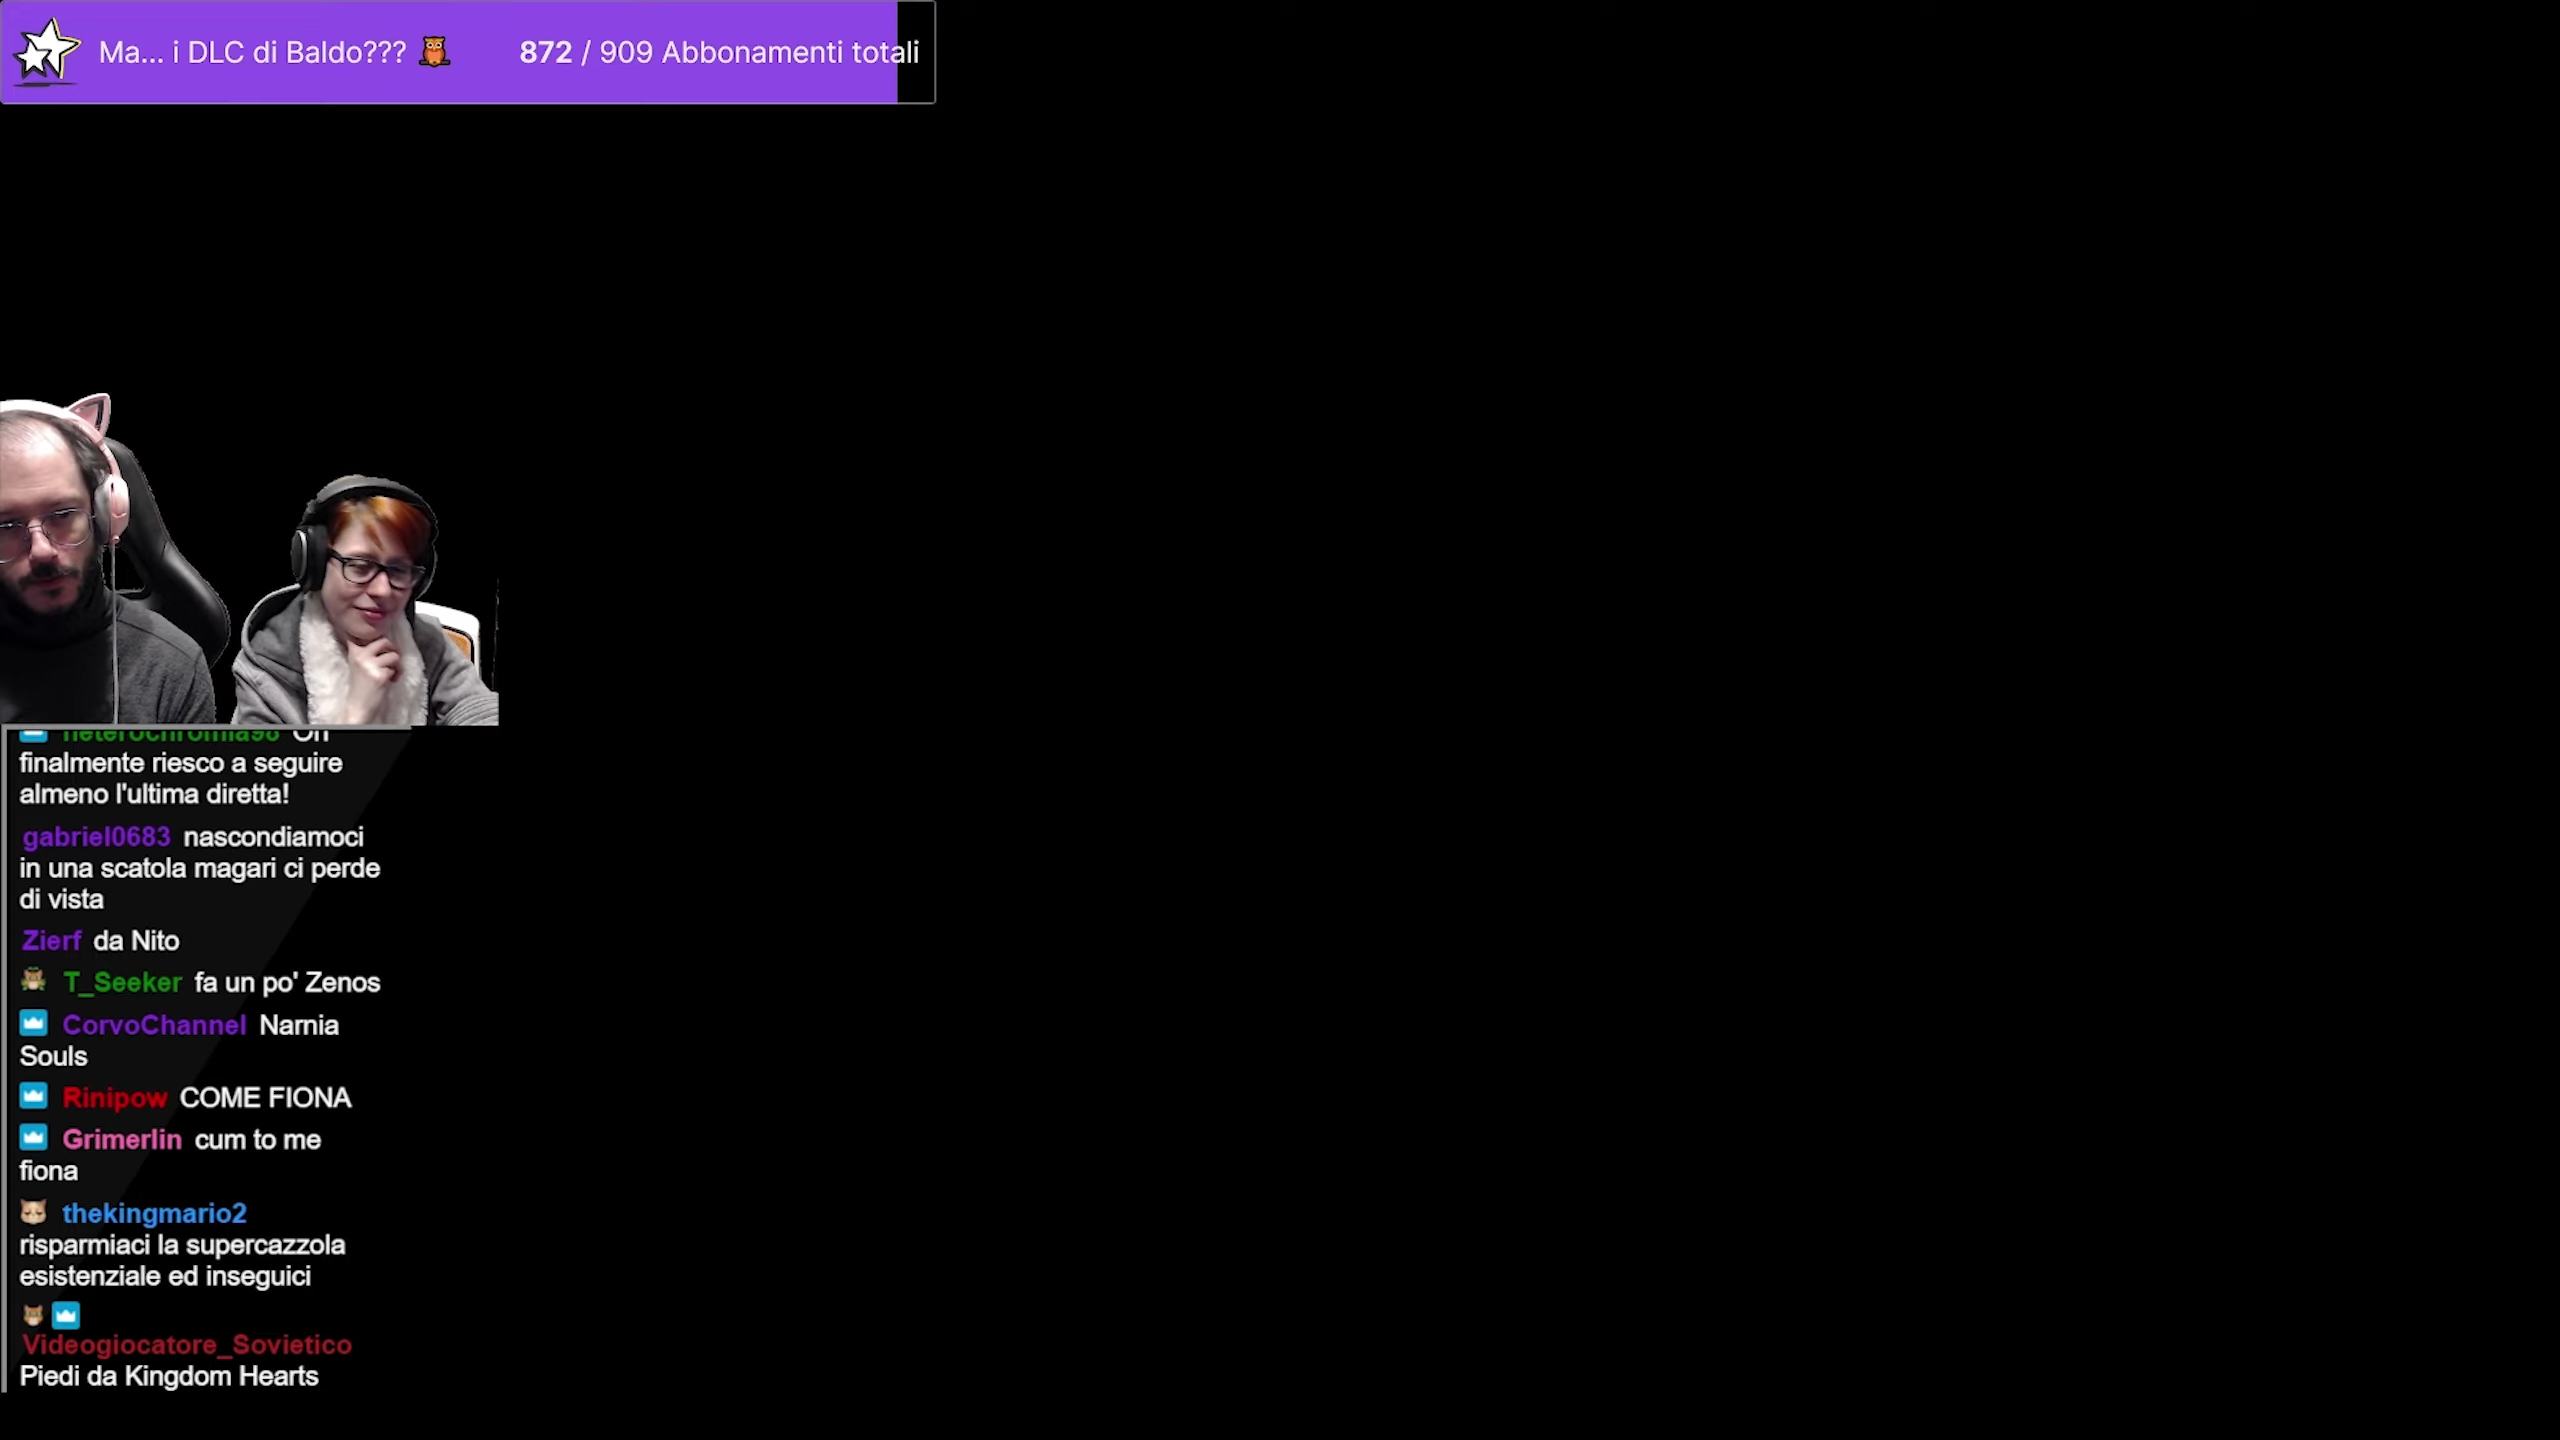 Ma... i DLC di Baldo??? 872 / 909 Abbonamenti totali
heterochromia98 Oh
finalmente riesco a seguire
almeno l'ultima diretta!
gabriel0683 nascondiamoci
in una scatola magari ci perde
di vista
Zierf da Nito
T_Seeker fa un po' Zenos
CorvoChannel Narnia
Souls
Rinipow COME FIONA
Grimerlin cum to me
fiona
thekingmario2
risparmiaci la supercazzola
esistenziale ed inseguici
Videogiocatore_Sovietico
Piedi da Kingdom Hearts